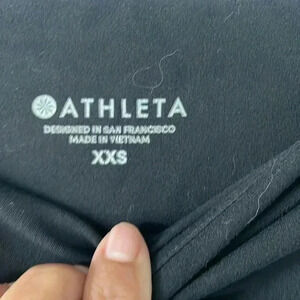 ATHLETA
DESIGNED IN SAN FRANCISCO
MADE IN VIETNAM
XXS